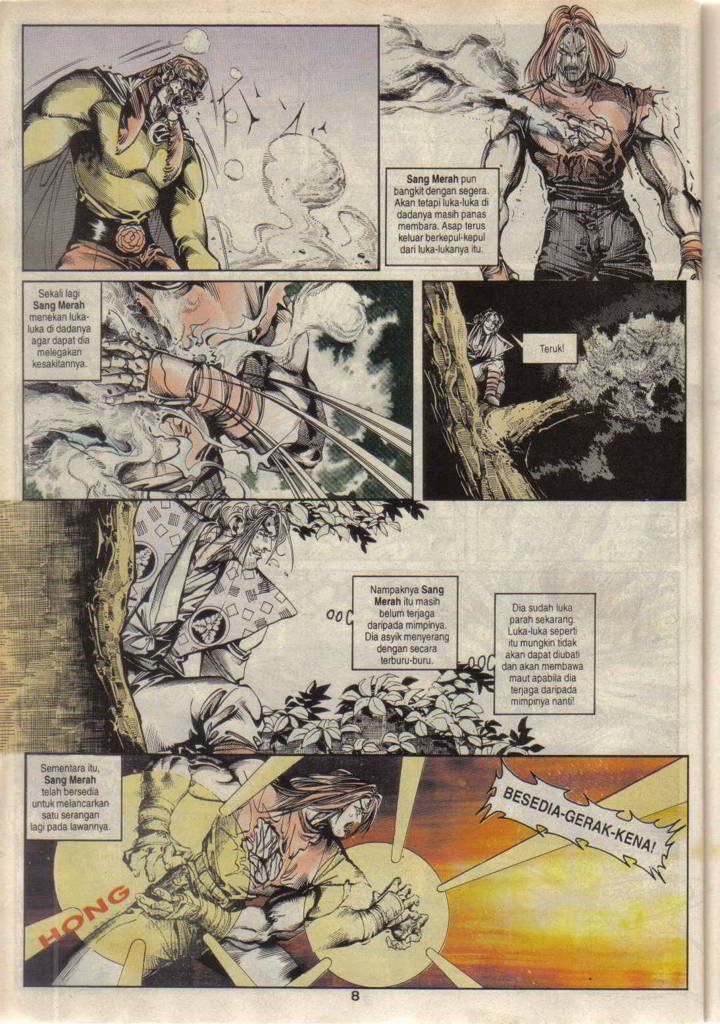 Sang Merah pun
bangkit dengan segera.
Akan tetapi luka-luka di
dadanya masih panas
membara. Asap terus
keluar berkepul-kepul
dari luka-lukanya itu.
Sekali lagi
Sang Merah
menekan luka-
luka di dadanya
agar dapat dia
melegakan
kesakitannya.
Teruk!
Nampaknya Sang
Merah itu masih
belum terjaga
daripada mimpinya.
Dia asyik menyerang
dengan secara
terburu-buru.
Dia sudah luka
parah sekarang.
Luka-luka seperti
itu mungkin tidak
akan dapat diubati
dan akan membawa
maut apabila dia
terjaga daripada
mimpinya nanti!
Sementara itu,
Sang Merah
telah bersedia
untuk melancarkan
satu serangan
lagi pada lawannya.
BESEDIA-GERAK-KENA!
HONG
8